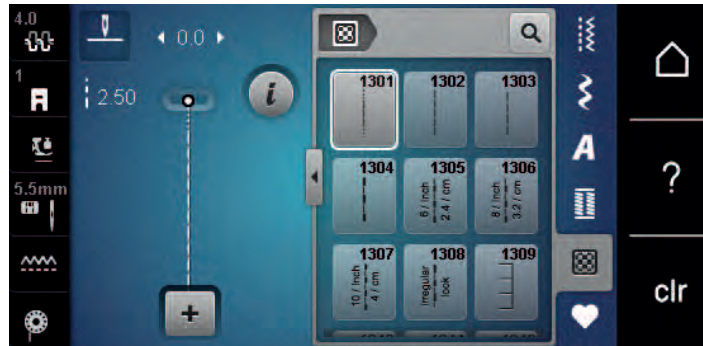 4.0
1
5.5mm
0.0
2.50
i
+
1301
1302
1303
1304
1305
6 / Inch
2.4 / cm
1306
8 / Inch
3.2 / cm
1307
10 / Inch
4 / cm
1308
irregular
look
1309
A
?
clr